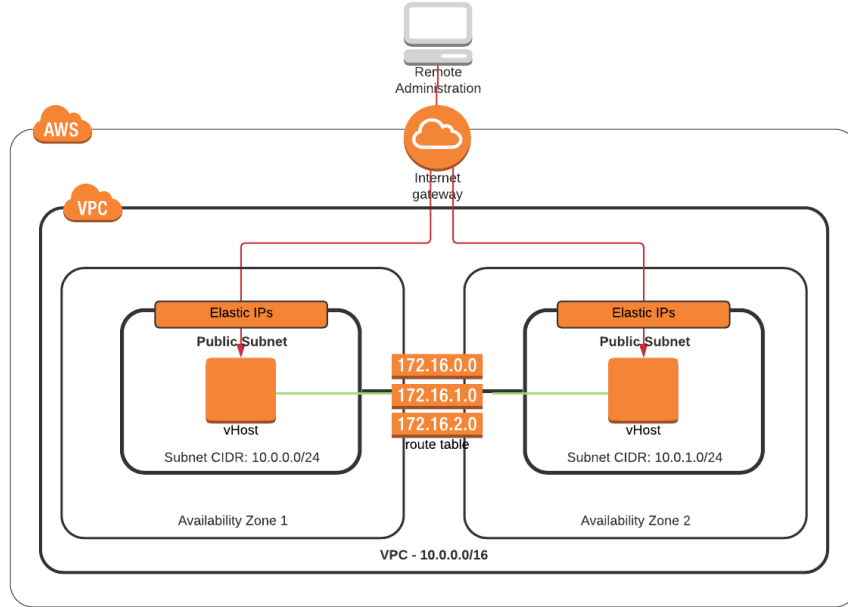 Remote
Administration
AWS
Internet
gateway
VPC
Elastic IPs
Public Subnet
vHost
Subnet CIDR: 10.0.0.0/24
Availability Zone 1
172.16.0.0
172.16.1.0
172.16.2.0
route table
Elastic IPs
Public Subnet
vHost
Subnet CIDR: 10.0.1.0/24
Availability Zone 2
VPC - 10.0.0.0/16